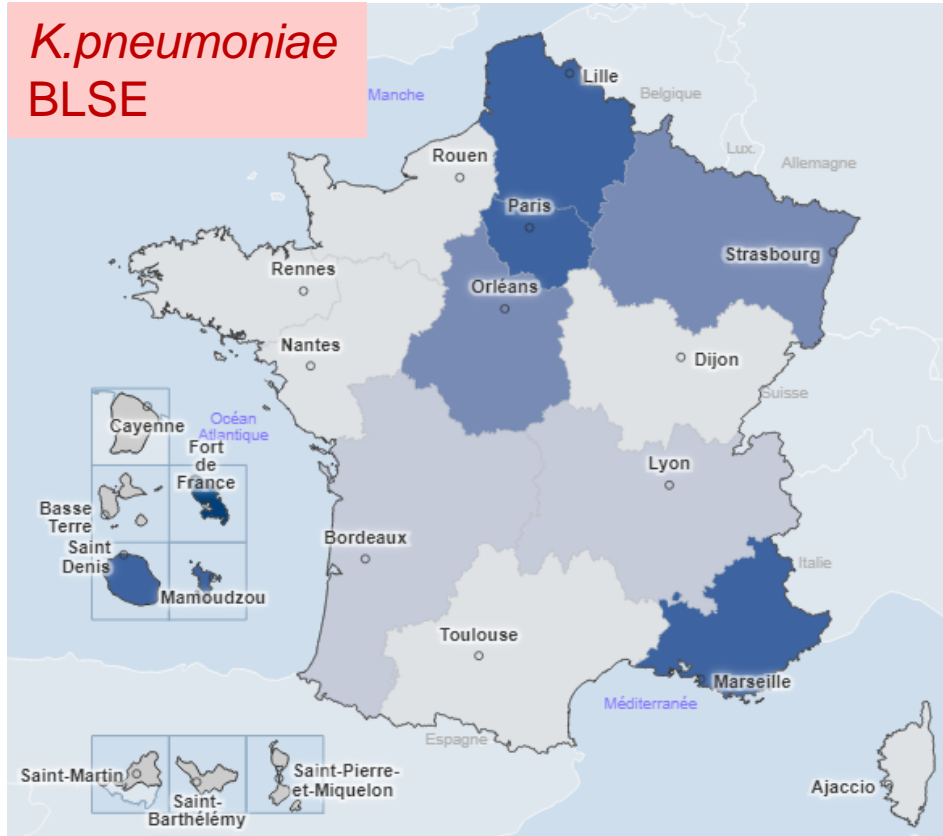 K.pneumoniae
BLSE
Manche
Lille
Belgique
Lux.
Allemagne
Rouen
Paris
Strasbourg
Rennes
Orléans
Nantes
Dijon
Suisse
Cayenne
Océan
Atlantique
Fort
de
France
Lyon
Basse
Terre
Saint
Denis
Bordeaux
Italie
Mamoudzou
Toulouse
Marseille
Méditerranée
Espagne
Saint-Martin
Saint-
Barthélémy
Saint-Pierre-
et-Miquelon
Ajaccio